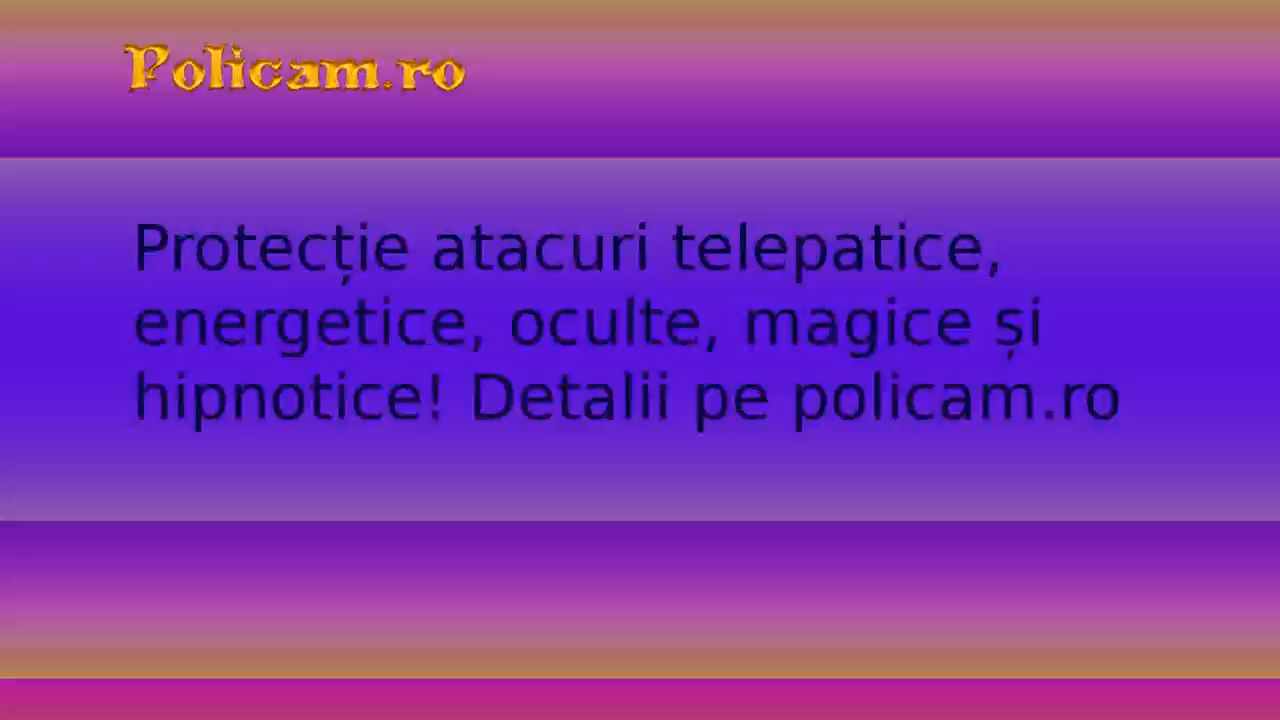 Policam.ro
Protecție atacuri telepatice,
energetice, oculte, magice și
hipnotice! Detalii pe policam.ro